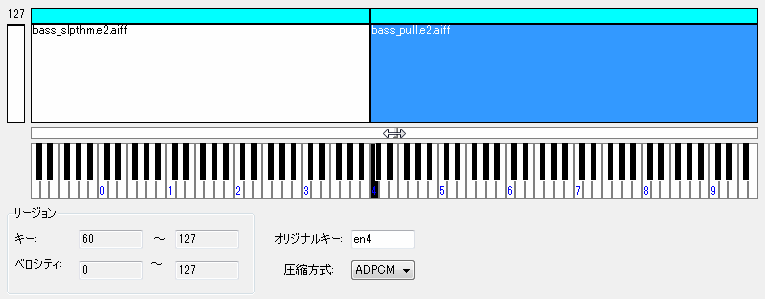 127
bass_slpthm.e2.aiff bass_pull.e2.aiff
0 1 2 3 4 5 6 7 8 9
リージョン
キー: 60 ～ 127 オリジナルキー: en4
ベロシティ: 0 ～ 127 圧縮方式: ADPCM